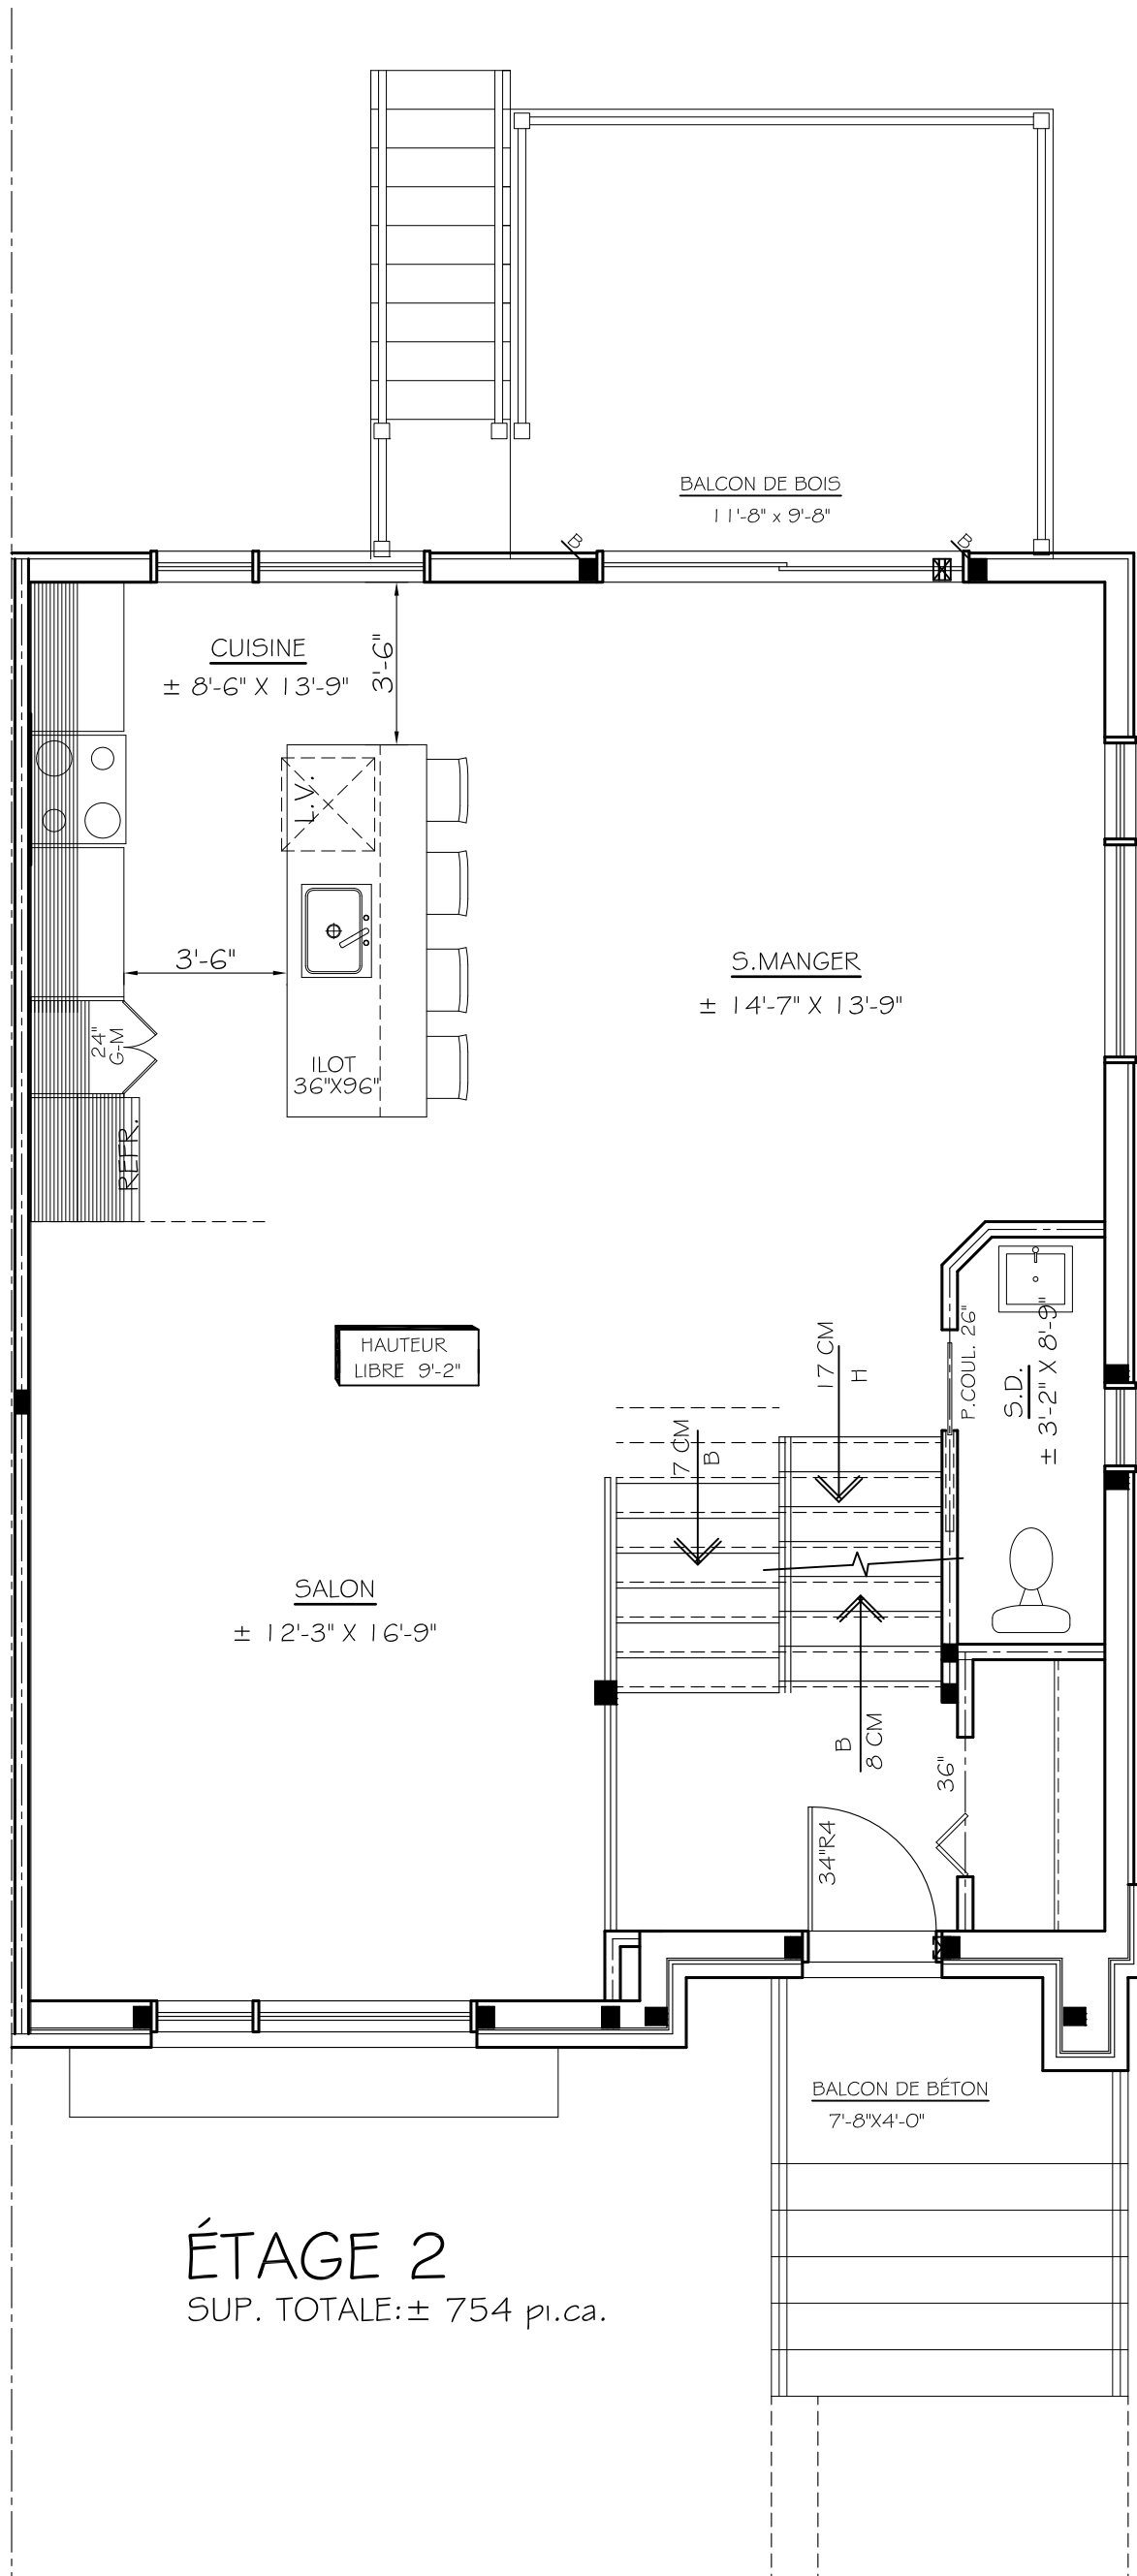 BALCON DE BOIS
11'-8" x 9'-8"
B
B
CUISINE
± 8'-6" X 13'-9"
3'-6"
L.V.
3'-6"
S.MANGER
± 14'-7" X 13'-9"
24"
G-M
ILOT
36"X96"
REFR.
HAUTEUR
LIBRE 9'-2"
17 CM
H
P.COUL. 26"
S.D.
± 3'-2" X 8'-9"
7 CM
B
SALON
± 12'-3" X 16'-9"
B
8 CM
36"
34"R4
BALCON DE BÉTON
7'-8"X4'-0"
ÉTAGE 2
SUP. TOTALE:± 754 pi.ca.